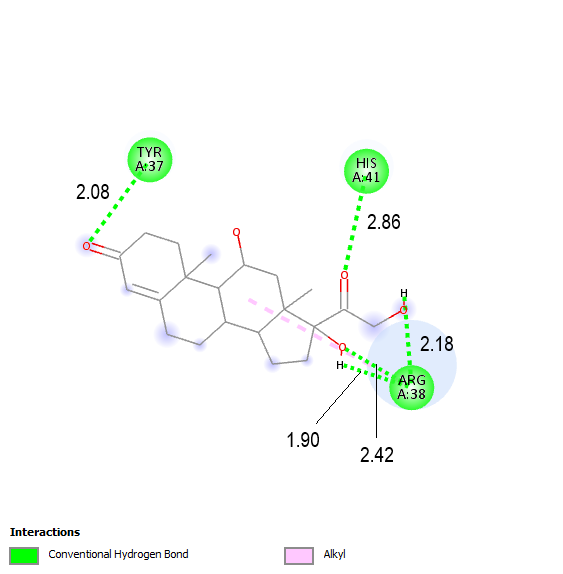 TYR
A:37
HIS
A:41
2.08
2.86
O
O
O
H
O
O
H
2.18
ARG
A:38
1.90
2.42
Interactions
Conventional Hydrogen Bond
Alkyl